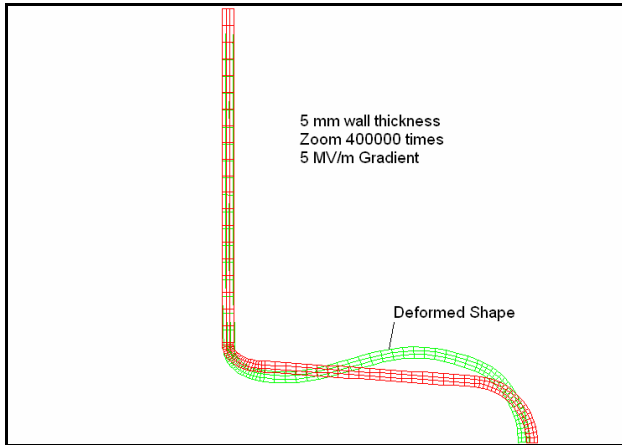 5 mm wall thickness
Zoom 400000 times
5 MV/m Gradient
Deformed Shape